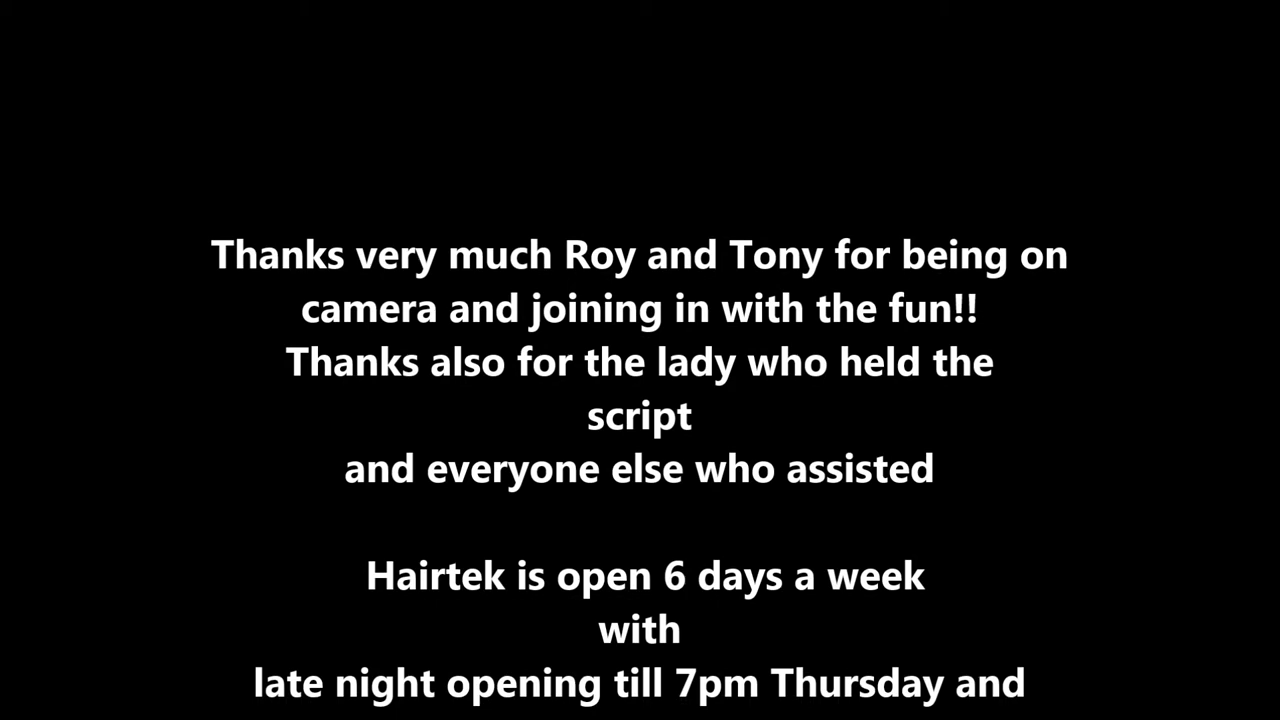 Thanks very much Roy and Tony for being on
camera and joining in with the fun!!
Thanks also for the lady who held the
script
and everyone else who assisted
Hairtek is open 6 days a week
with
late night opening till 7pm Thursday and